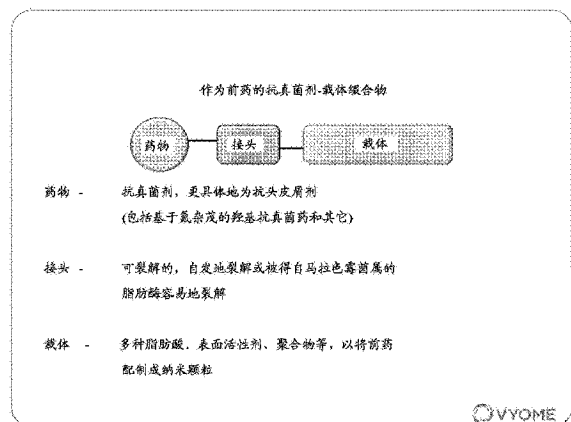 作为前药的抗真菌剂-载体缀合物
药物 接头 载体
药物 - 抗真菌剂，更具体地为抗头皮屑剂
(包括基于氮杂茂的羟基抗真菌药和其它)
接头 - 可裂解的，自发地裂解或被得自马拉色霉菌属的
脂肪酶容易地裂解
载体 - 多种脂肪酸．表面活性剂、聚合物等，以将前药
配制成纳米颗粒
VYOME